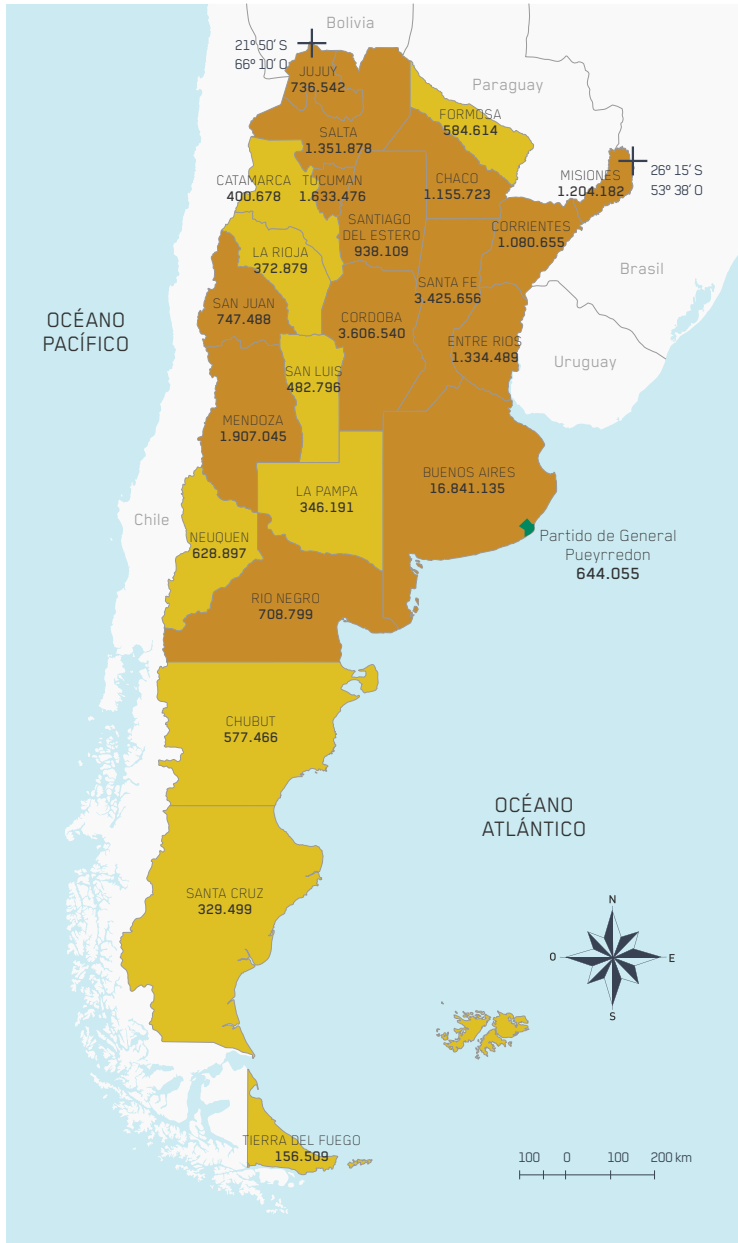 Bolivia
21º 50’ S
66º 10’ O
JUJUY
736.542
Paraguay
FORMOSA
584.614
SALTA
1.351.878
26º 15’ S
53º 38’ O
MISIONES
1.204.182
CATAMARCA
400.678
TUCUMAN
1.633.476
CHACO
1.155.723
SANTIAGO
DEL ESTERO
938.109
CORRIENTES
1.080.655
LA RIOJA
372.879
Brasil
SANTA FE
3.425.656
SAN JUAN
747.488
CORDOBA
3.606.540
OCÉANO
PACÍFICO
ENTRE RIOS
1.334.489
Uruguay
SAN LUIS
482.796
MENDOZA
1.907.045
BUENOS AIRES
16.841.135
LA PAMPA
346.191
Chile
NEUQUEN
628.897
Partido de General
Pueyrredon
644.055
RIO NEGRO
708.799
CHUBUT
577.466
OCÉANO
ATLÁNTICO
SANTA CRUZ
329.499
N
O
E
S
TIERRA DEL FUEGO
156.509
100 0 100 200 km